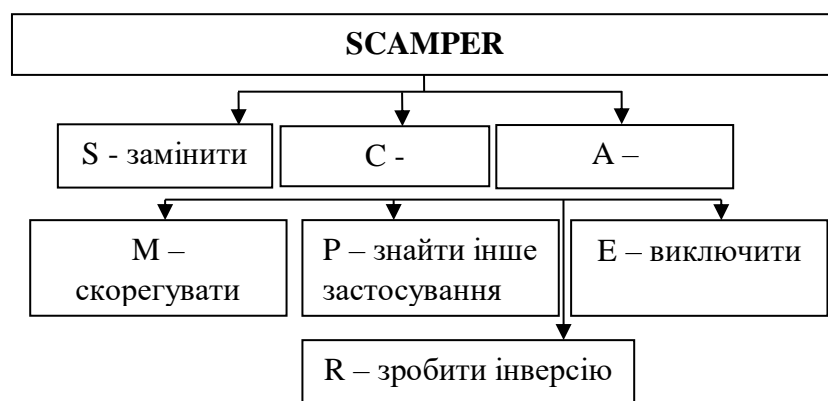 SCAMPER
S - замінити
C -
A –
M –
скорегувати
P – знайти інше
застосування
E – виключити
R – зробити інверсію